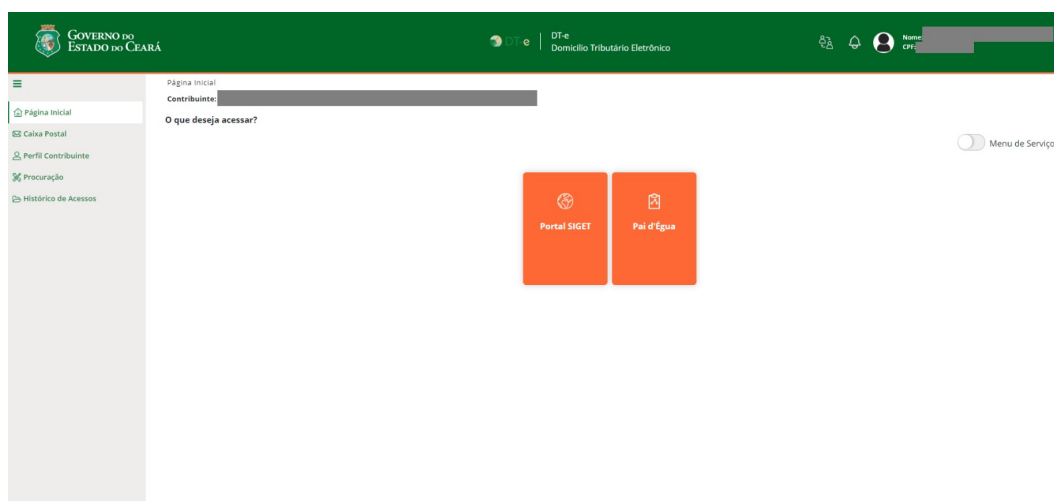 GOVERNO DO
ESTADO DO CEARÁ
DT-e
DT-e
Domicílio Tributário Eletrônico
Nome:
CPF:
Página Inicial
Contribuinte:
O que deseja acessar?
Página Inicial
Caixa Postal
Perfil Contribuinte
Procuração
Histórico de Acessos
Menu de Serviço
Portal SIGET
Pai d'Égua